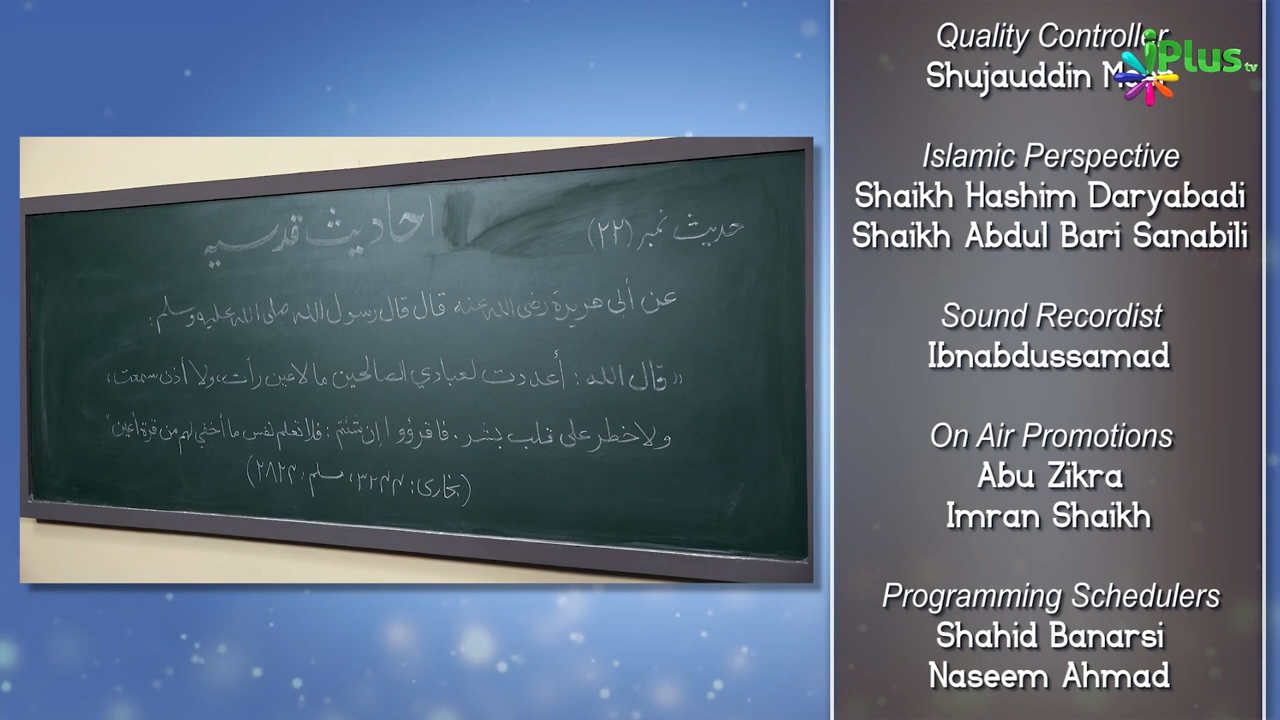 احادیث قدسیہ
حدیث نمبر (۲۲)
عن أبي هريرة رضي الله عنه قال قال رسول الله صلى الله عليه وسلم:
"قال الله: أعددت لعبادي الصالحين ما لا عين رأت، ولا أذن سمعت،
ولا خطر على قلب بشر. فاقرؤوا إن شئتم: فلا تعلم نفس ما أخفي لهم من قرة أعين"
(بخاری: ۳۲۴۴، مسلم: ۲۸۲۴)
Quality Controller
Shujauddin
iPlus tv
Islamic Perspective
Shaikh Hashim Daryabadi
Shaikh Abdul Bari Sanabili
Sound Recordist
Ibnabdussamad
On Air Promotions
Abu Zikra
Imran Shaikh
Programming Schedulers
Shahid Banarsi
Naseem Ahmad